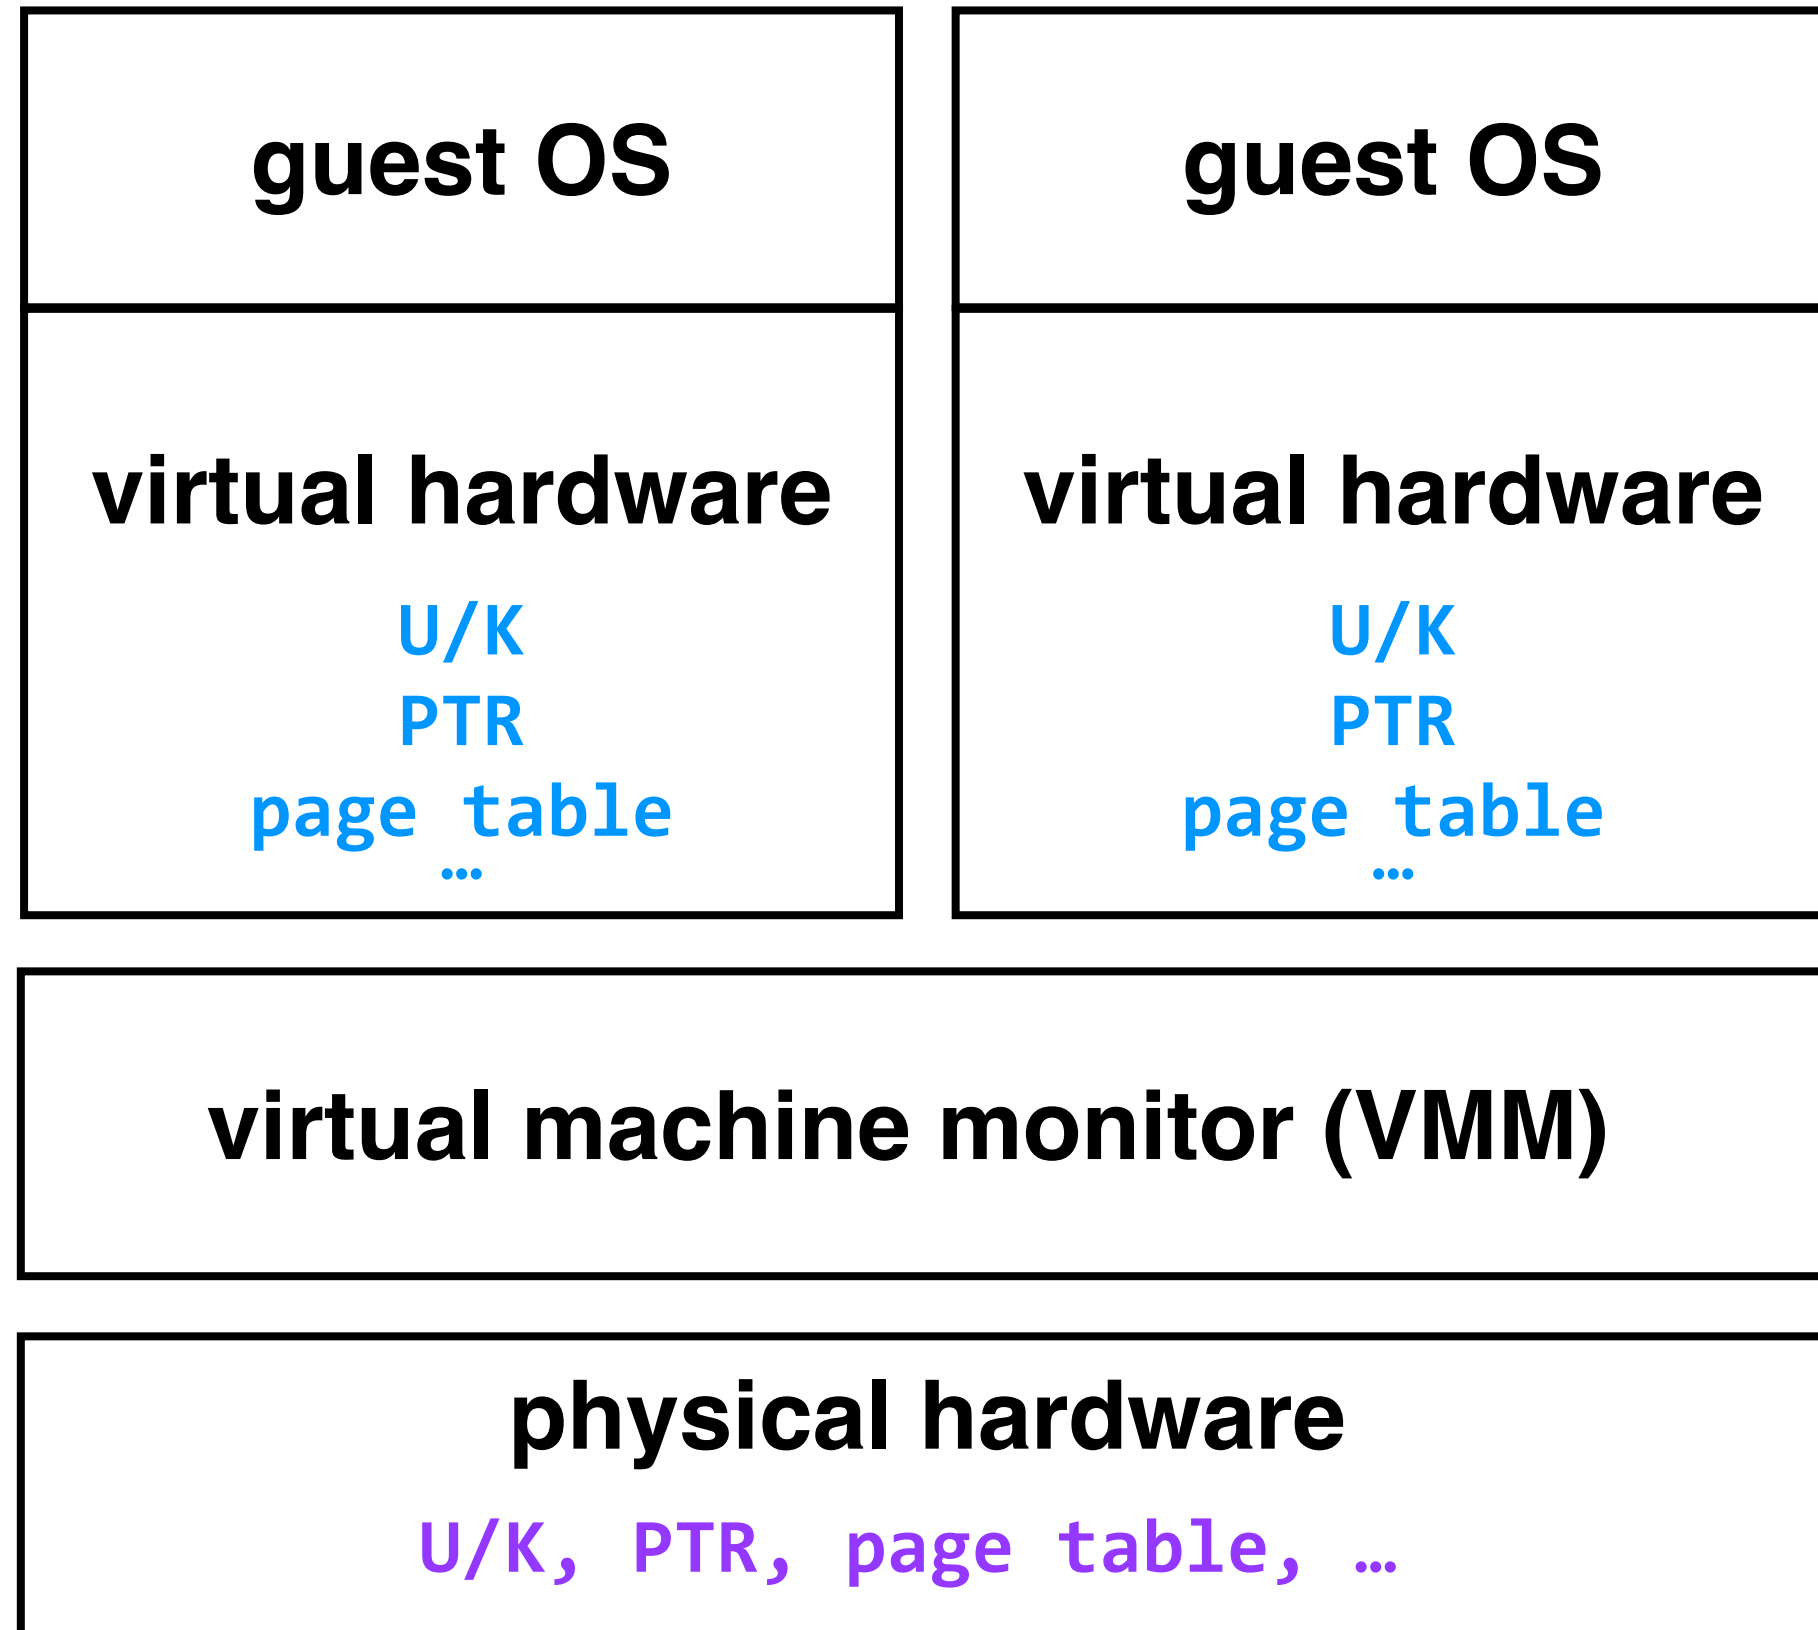 guest OS
guest OS
virtual hardware
U/K
PTR
page table
…
virtual hardware
U/K
PTR
page table
…
virtual machine monitor (VMM)
physical hardware
U/K, PTR, page table, …